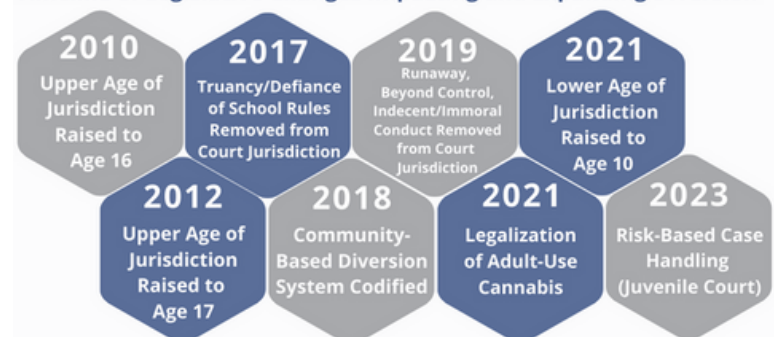 2010
Upper Age of
Jurisdiction
Raised to
Age 16
2012
Upper Age of
Jurisdiction
Raised to
Age 17
2017
Truancy/Defiance
of School Rules
Removed from
Court Jurisdiction
2018
Community-
Based Diversion
System Codified
2019
Runaway,
Beyond Control,
Indecent/Immoral
Conduct Removed
from Court
Jurisdiction
2021
Legalization
of Adult-Use
Cannabis
2021
Lower Age of
Jurisdiction
Raised to
Age 10
2023
Risk-Based Case
Handling
(Juvenile Court)